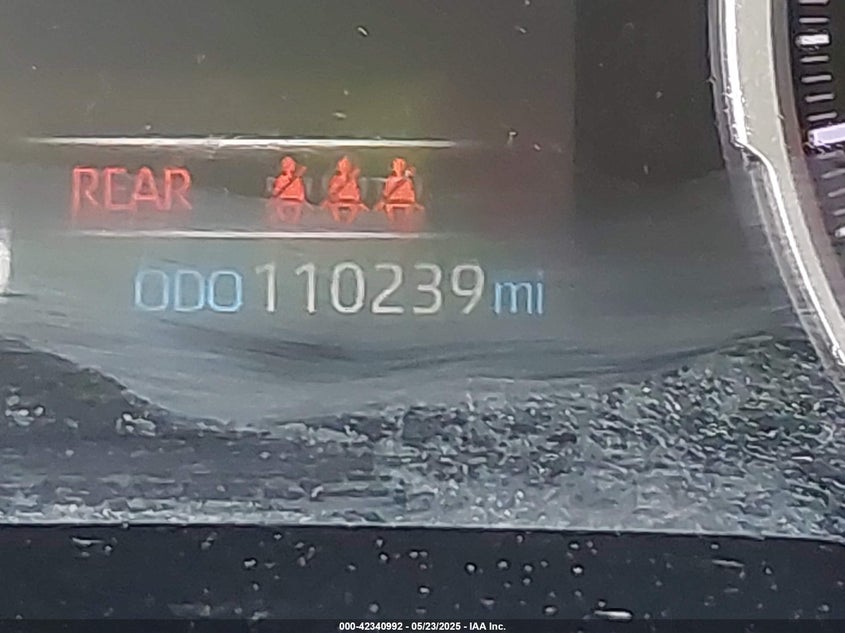 REAR
ODO 110239 mi
000-42340992 - 05/23/2025 - IAA Inc.